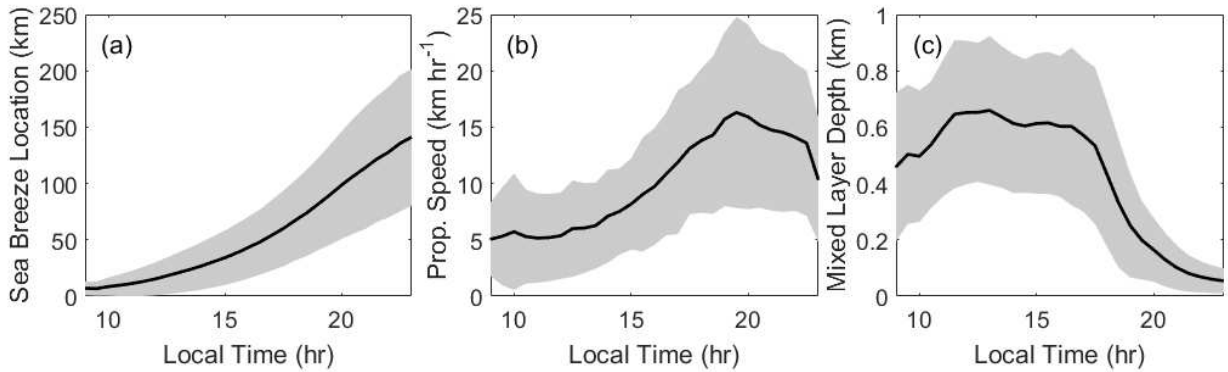 (a)
Sea Breeze Location (km)
250
200
150
100
50
0
10 15 20
Local Time (hr)
(b)
Prop. Speed (km hr⁻¹)
25
20
15
10
5
0
10 15 20
Local Time (hr)
(c)
Mixed Layer Depth (km)
1
0.8
0.6
0.4
0.2
0
10 15 20
Local Time (hr)